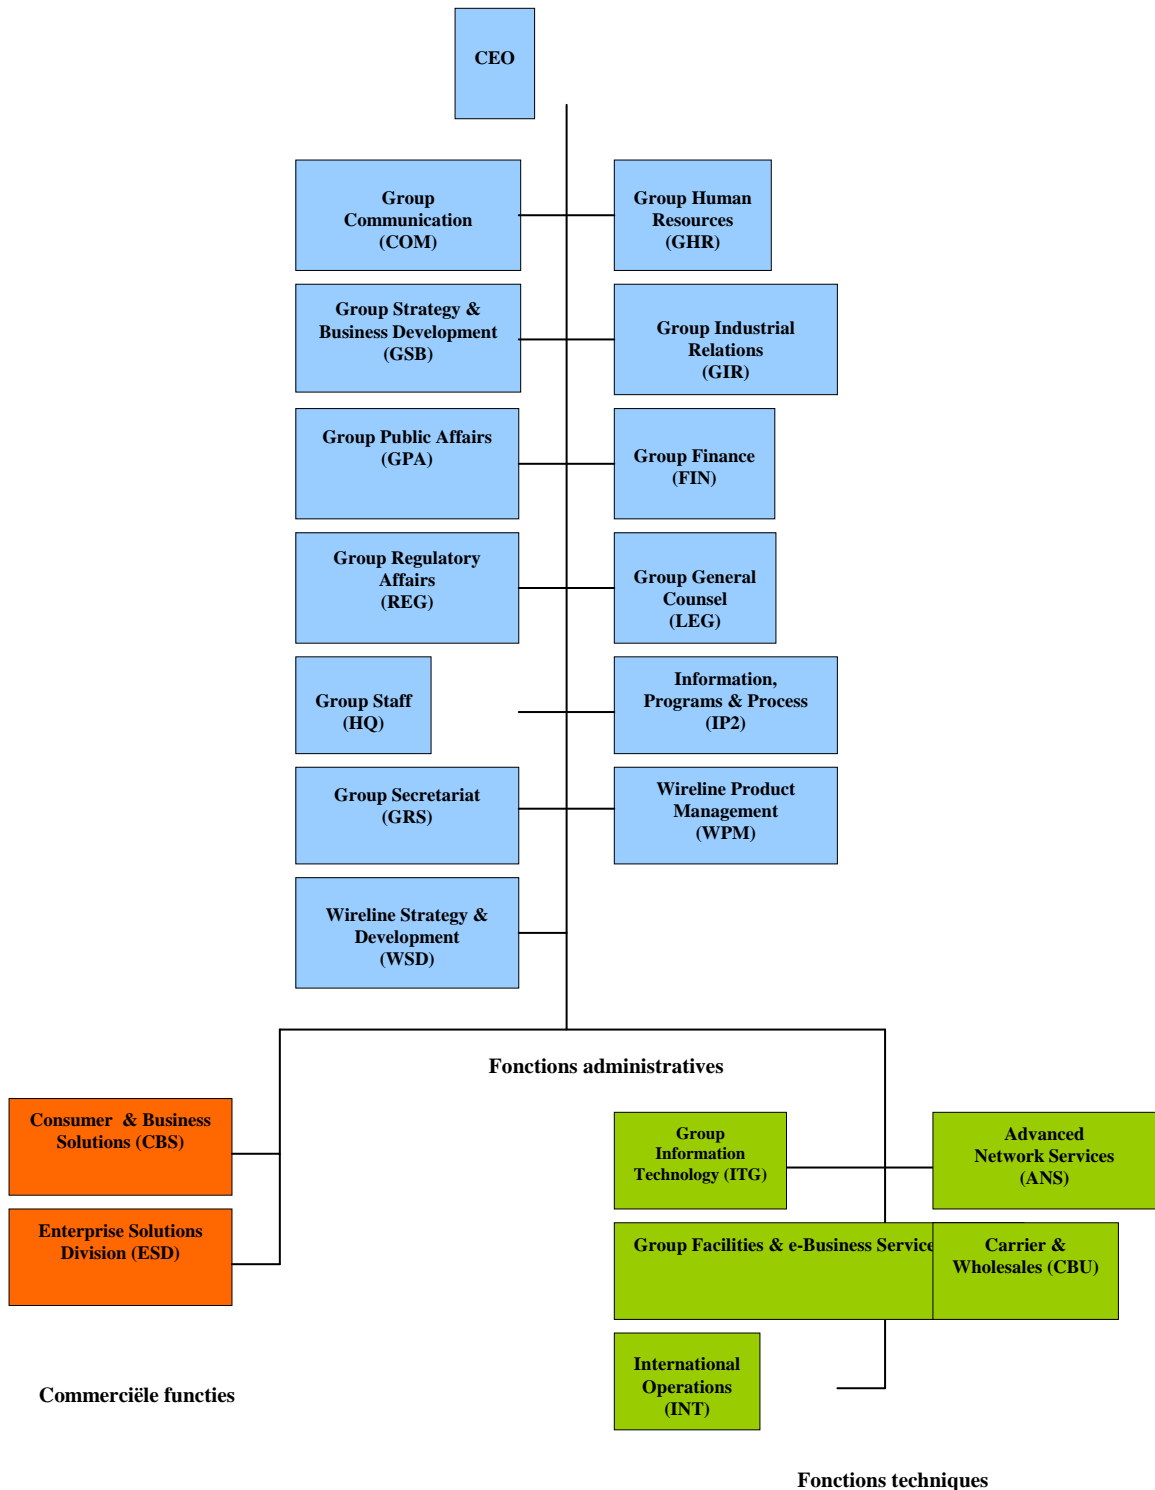 CEO
Group
Communication
(COM)
Group Human
Resources
(GHR)
Group Strategy &
Business Development
(GSB)
Group Industrial
Relations
(GIR)
Group Public Affairs
(GPA)
Group Finance
(FIN)
Group Regulatory
Affairs
(REG)
Group General
Counsel
(LEG)
Group Staff
(HQ)
Information,
Programs & Process
(IP2)
Group Secretariat
(GRS)
Wireline Product
Management
(WPM)
Wireline Strategy &
Development
(WSD)
Fonctions administratives
Consumer & Business
Solutions (CBS)
Enterprise Solutions
Division (ESD)
Group
Information
Technology (ITG)
Advanced
Network Services
(ANS)
Group Facilities & e-Business Service
Carrier &
Wholesales (CBU)
International
Operations
(INT)
Commerciële functies
Fonctions techniques